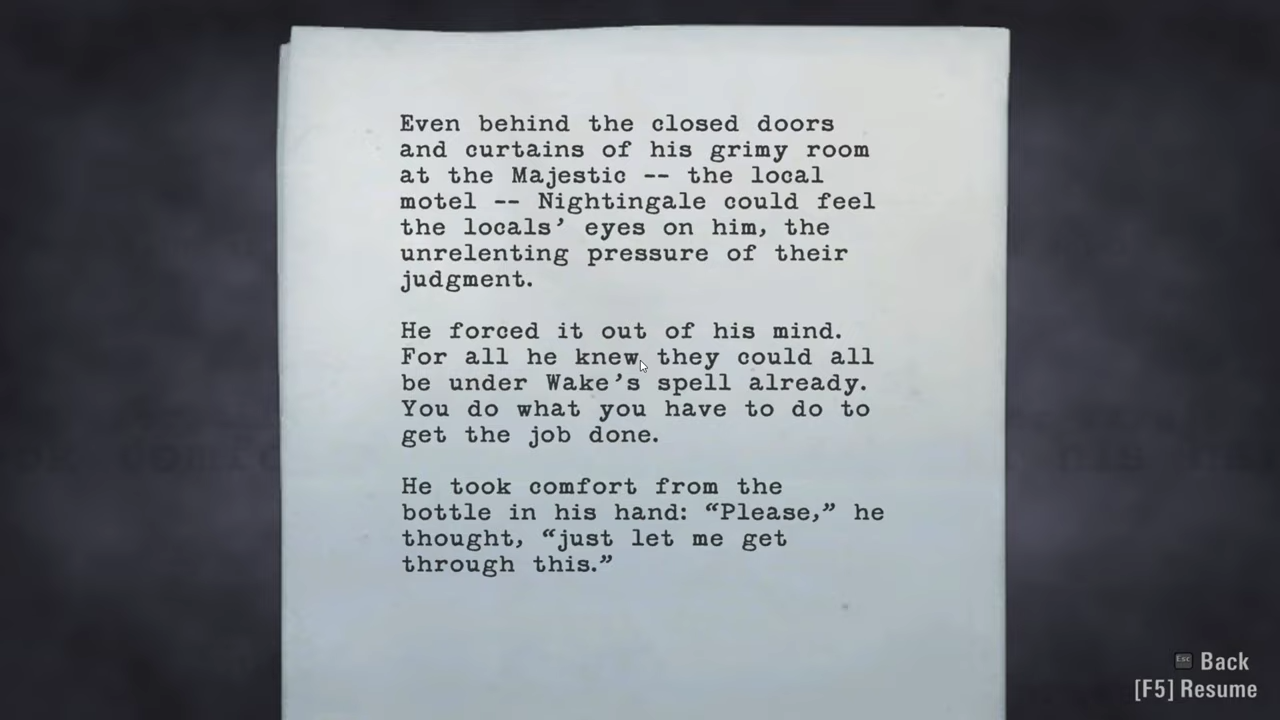 Even behind the closed doors
and curtains of his grimy room
at the Majestic -- the local
motel -- Nightingale could feel
the locals’ eyes on him, the
unrelenting pressure of their
judgment.
He forced it out of his mind.
For all he knew they could all
be under Wake’s spell already.
You do what you have to do to
get the job done.
He took comfort from the
bottle in his hand: “Please,” he
thought, “just let me get
through this.”
Esc Back
[F5] Resume